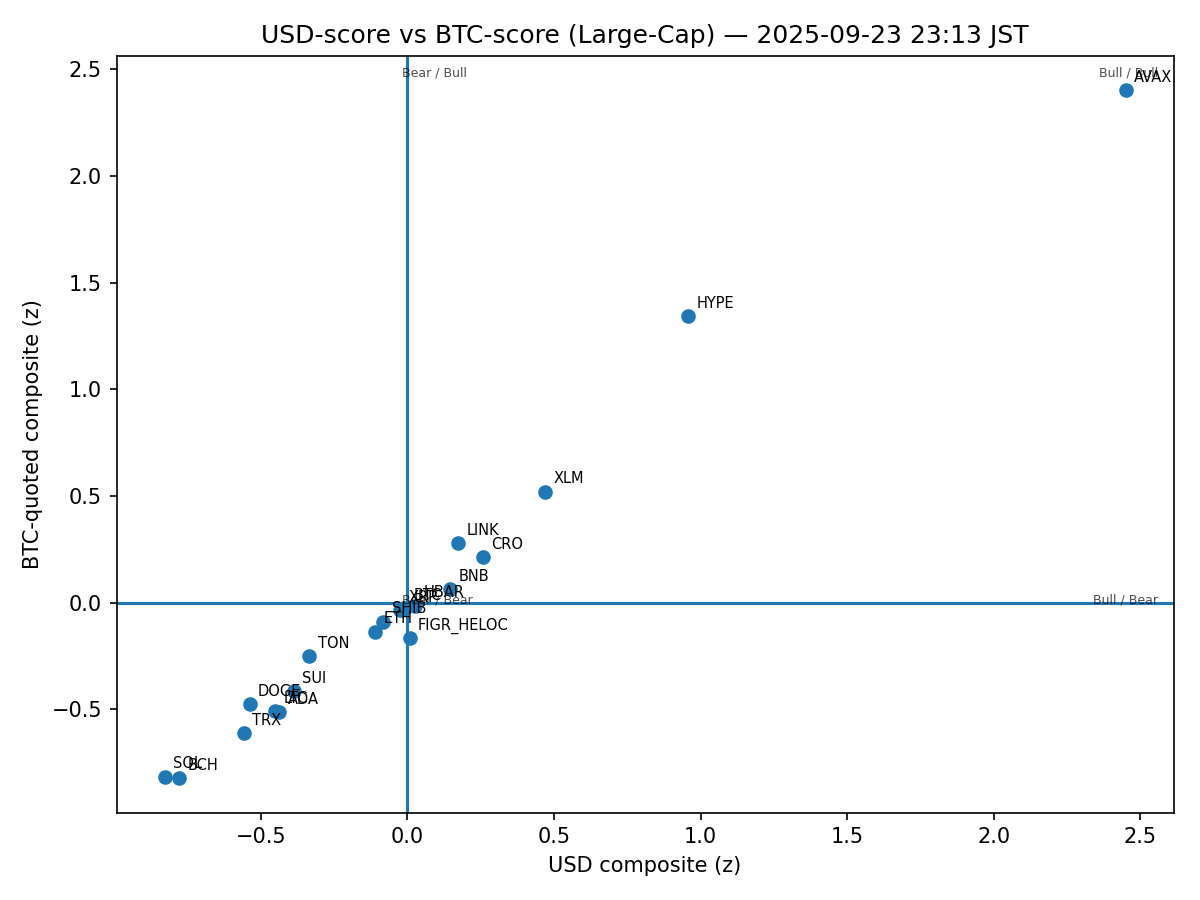 USD-score vs BTC-score (Large-Cap) — 2025-09-23 23:13 JST
2.5
Bear / Bull
Bull / Bull
AVAX
2.0
BTC-quoted composite (z)
1.5
HYPE
1.0
0.5
XLM
LINK
CRO
BNB
HBAR
0.0
Bull / Bear
SHIB
ETH
FIGR_HELOC
TON
SUI
DOGE
ADA
−0.5
TRX
SOL
BCH
−0.5
0.0
0.5
1.0
1.5
2.0
2.5
USD composite (z)